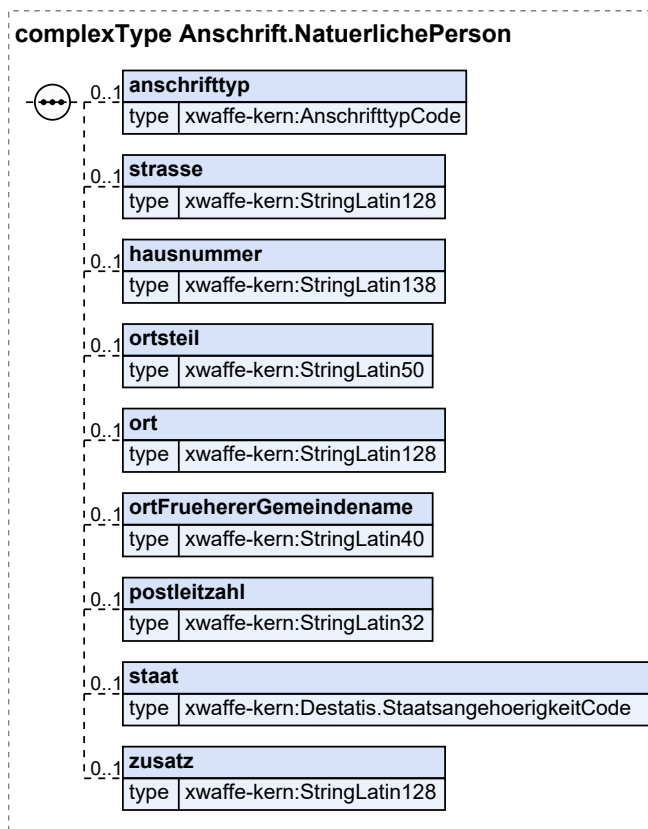 complexType Anschrift.NatuerlichePerson
0..1 anschrifttyp
type xwaffe-kern:AnschrifttypCode
0..1 strasse
type xwaffe-kern:StringLatin128
0..1 hausnummer
type xwaffe-kern:StringLatin138
0..1 ortsteil
type xwaffe-kern:StringLatin50
0..1 ort
type xwaffe-kern:StringLatin128
0..1 ortFruehererGemeindename
type xwaffe-kern:StringLatin40
0..1 postleitzahl
type xwaffe-kern:StringLatin32
0..1 staat
type xwaffe-kern:Destatis.StaatsangehoerigkeitCode
0..1 zusatz
type xwaffe-kern:StringLatin128